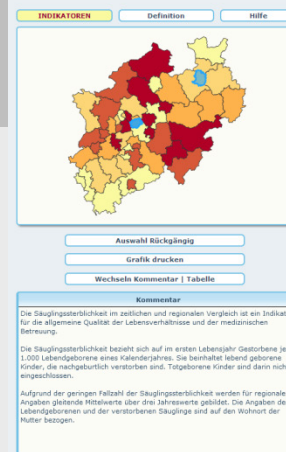 INDIKATOREN Definition Hilfe
Auswahl Rückgängig
Grafik drucken
Wechseln Kommentar | Tabelle
Kommentar
Die Säuglingssterblichkeit im zeitlichen und regionalen Vergleich ist ein Indikat
für die allgemeine Qualität der Lebensverhältnisse und der medizinischen
Betreuung.
Die Säuglingssterblichkeit bezieht sich auf im ersten Lebensjahr Gestorbene je
1.000 Lebendgeborene eines Kalenderjahres. Sie beinhaltet lebend geborene
Kinder, die nachgeburtlich verstorben sind. Totgeborene Kinder sind darin nich
eingeschlossen.
Aufgrund der geringen Fallzahl der Säuglingssterblichkeit werden für regionale
Angaben gleitende Mittelwerte über drei Jahreswerte gebildet. Die Angaben de
Lebendgeborenen und der verstorbenen Säuglinge sind auf den Wohnort der
Mutter bezogen.